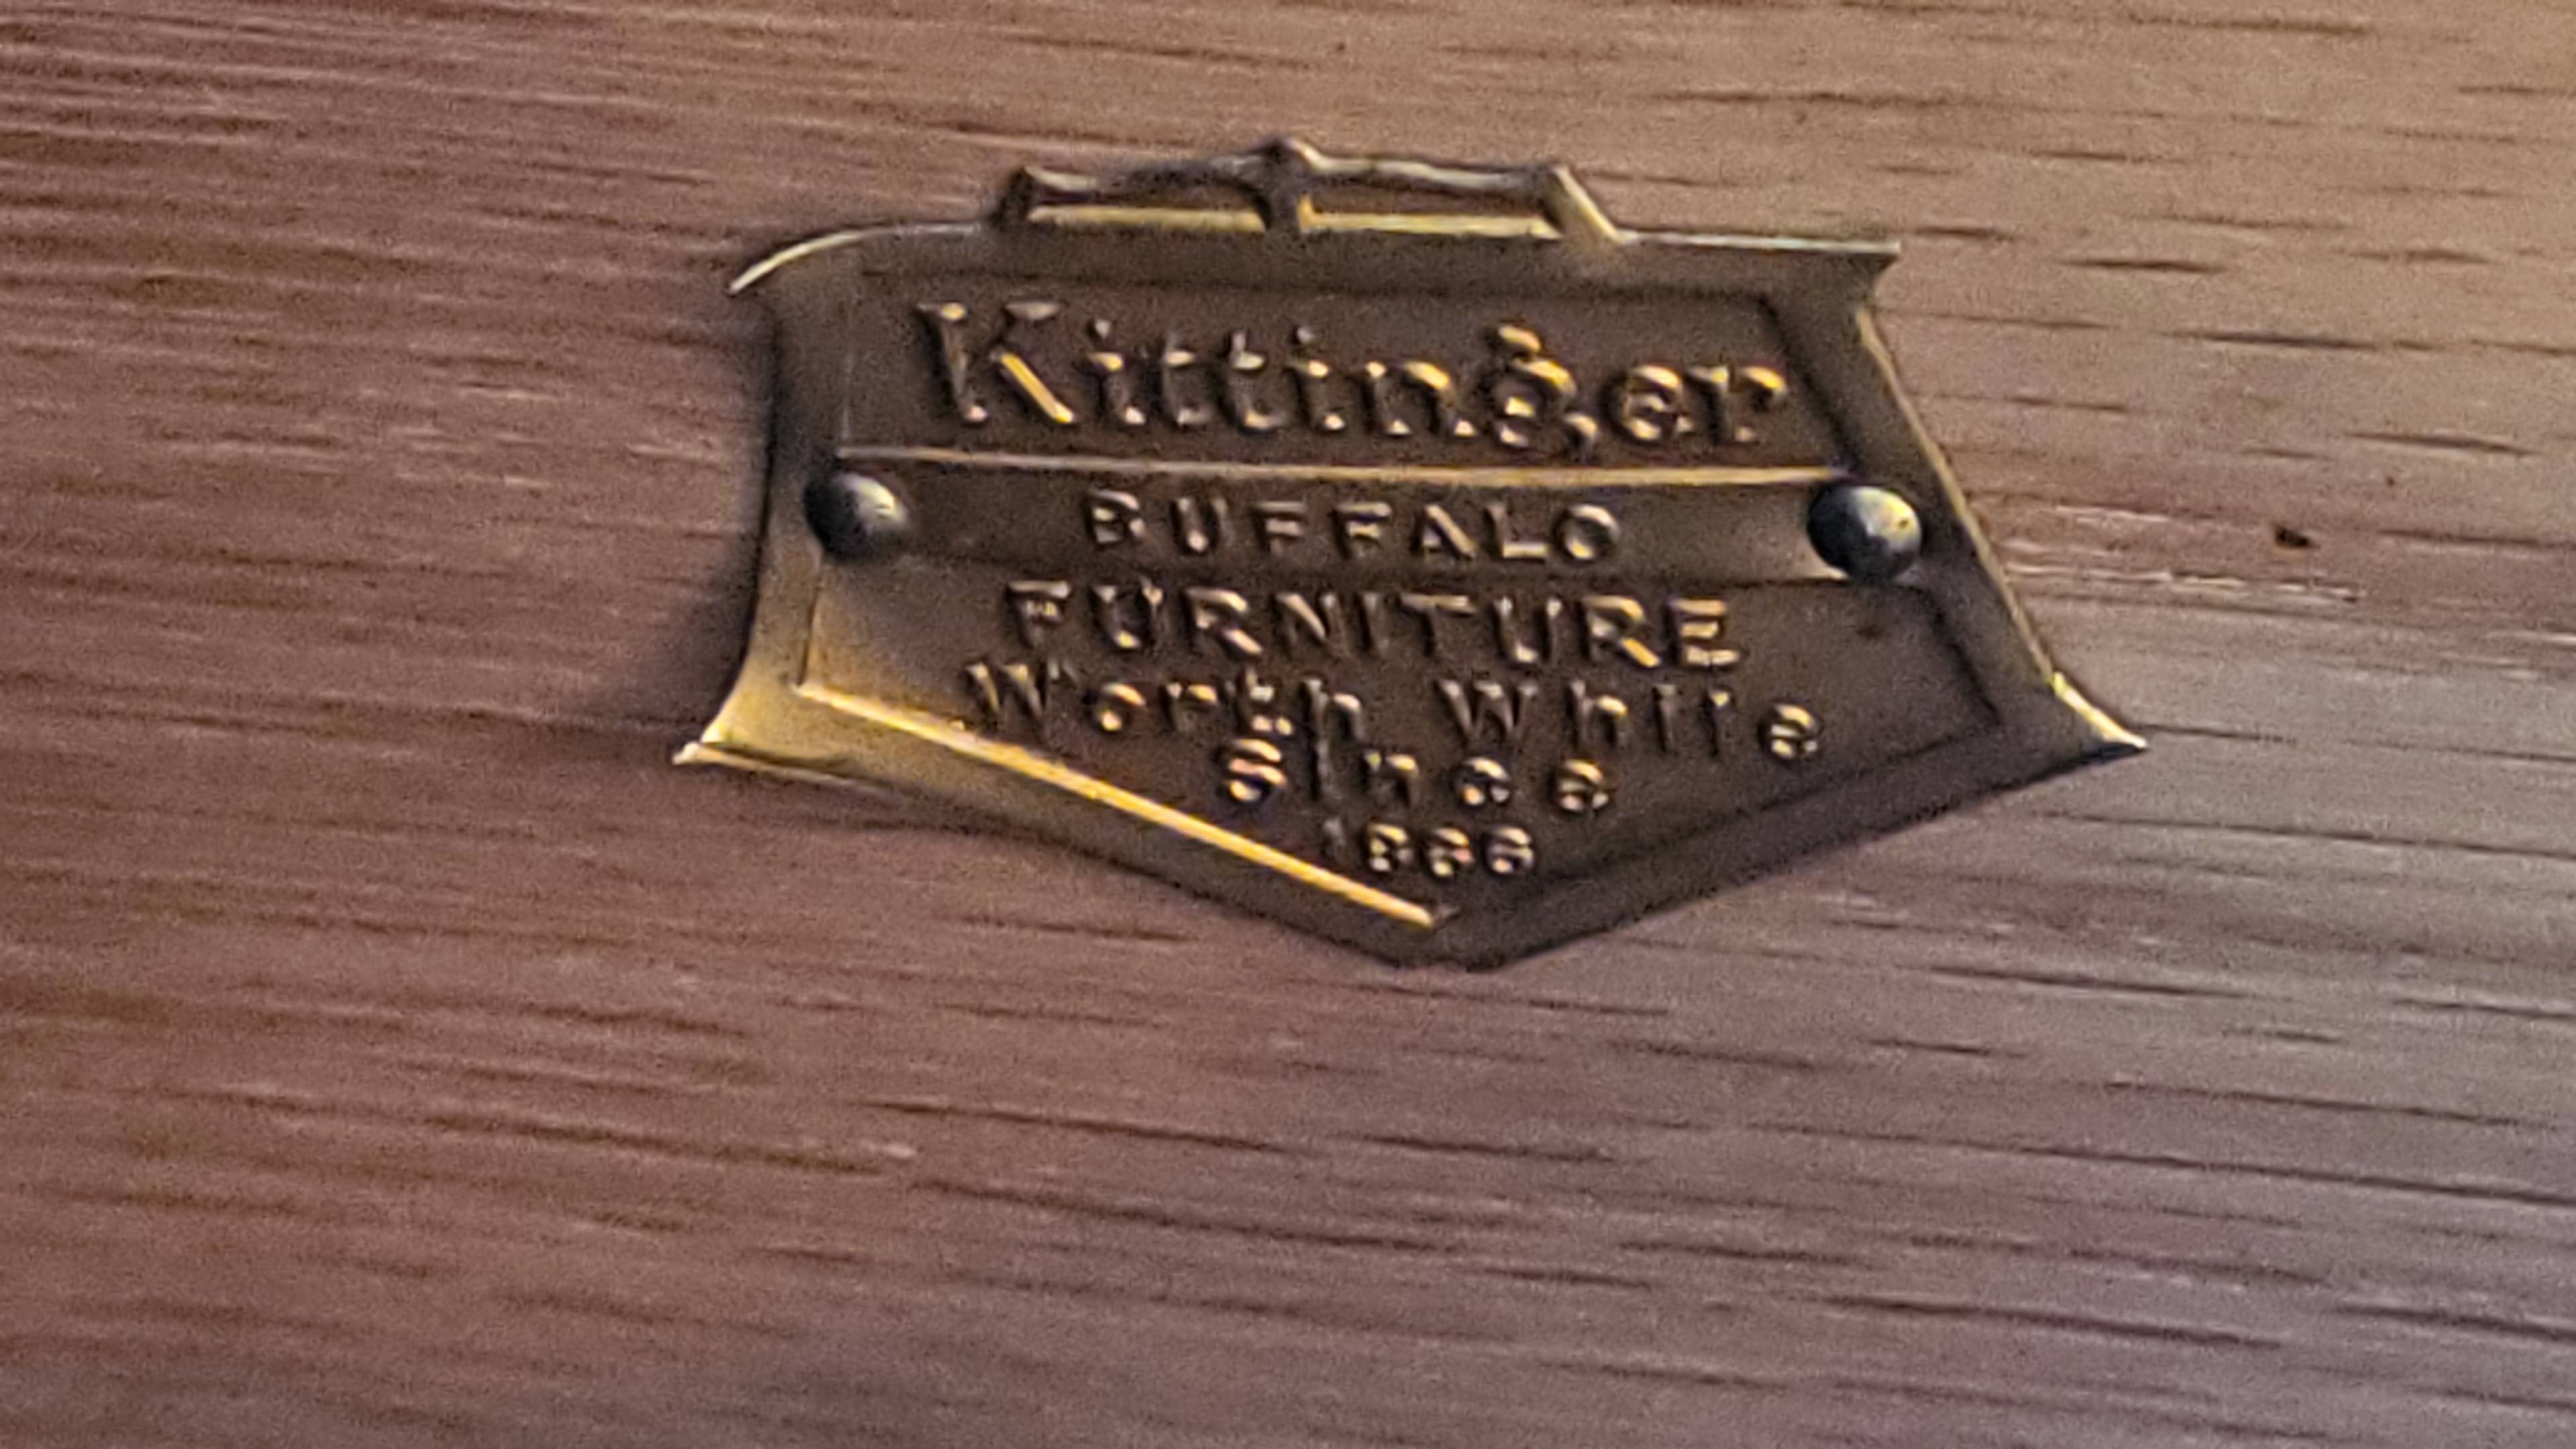 Kittinger
BUFFALO
FURNITURE
Worth While
Since
1866